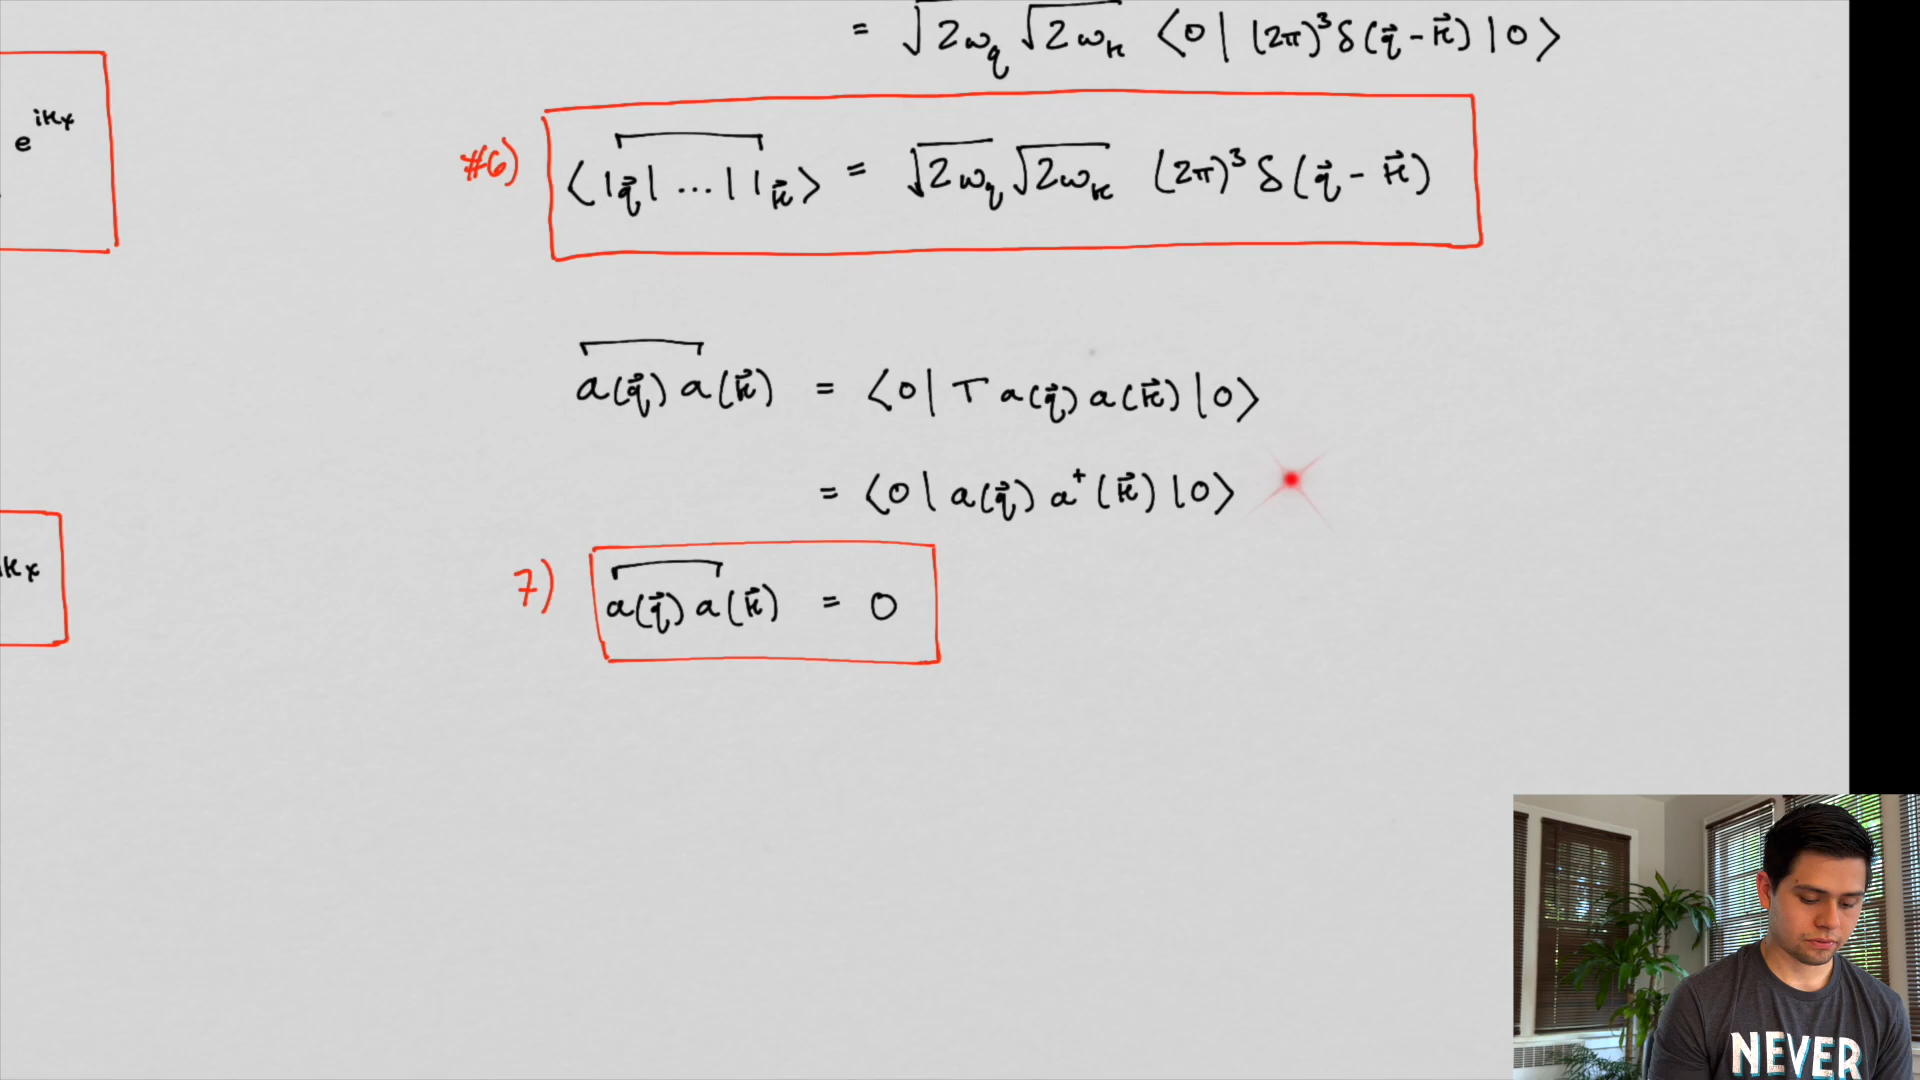 = √2ω_q √2ω_k ⟨0| (2π)³ δ(q⃗ - k⃗) |0⟩
e^{ikx}
#6) ⟨1_q⃗| ... |1_k⃗⟩ = √2ω_q √2ω_k (2π)³ δ(q⃗ - k⃗)
a(q⃗) a(k⃗) = ⟨0| T a(q⃗) a(k⃗) |0⟩
= ⟨0| a(q⃗) a⁺(k⃗) |0⟩
kx
7) a(q⃗) a(k⃗) = 0
NEVER